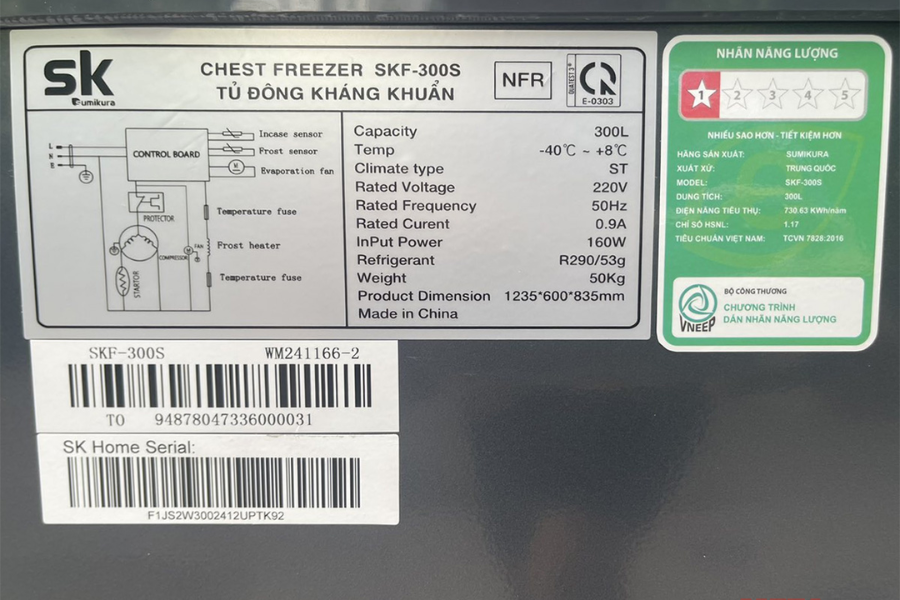 sk
Sumikura
CHEST FREEZER SKF-300S
TỦ ĐÔNG KHÁNG KHUẨN
NFR
QUATEST 3
E-0303
L
N
E
CONTROL BOARD
Incase sensor
Frost sensor
M
Evaporation fan
PROTECTOR
Temperature fuse
FAN
M
COMPRESSOR
Frost heater
STARTOR
Temperature fuse
Capacity 300L
Temp -40℃ ~ +8℃
Climate type ST
Rated Voltage 220V
Rated Frequency 50Hz
Rated Curent 0.9A
InPut Power 160W
Refrigerant R290/53g
Weight 50Kg
Product Dimension 1235*600*835mm
Made in China
NHÃN NĂNG LƯỢNG
1 2 3 4 5
NHIỀU SAO HƠN - TIẾT KIỆM HƠN
HÃNG SẢN XUẤT: SUMIKURA
XUẤT XỨ: TRUNG QUỐC
MODEL: SKF-300S
DUNG TÍCH: 300L
ĐIỆN NĂNG TIÊU THỤ: 730.63 KWh/năm
CHỈ SỐ HSNL: 1.17
TIÊU CHUẨN VIỆT NAM: TCVN 7828:2016
VNEEP
BỘ CÔNG THƯƠNG
CHƯƠNG TRÌNH
DÁN NHÃN NĂNG LƯỢNG
SKF-300S WM241166-2
TO 94878047336000031
SK Home Serial:
F1JS2W3002412UPTK92